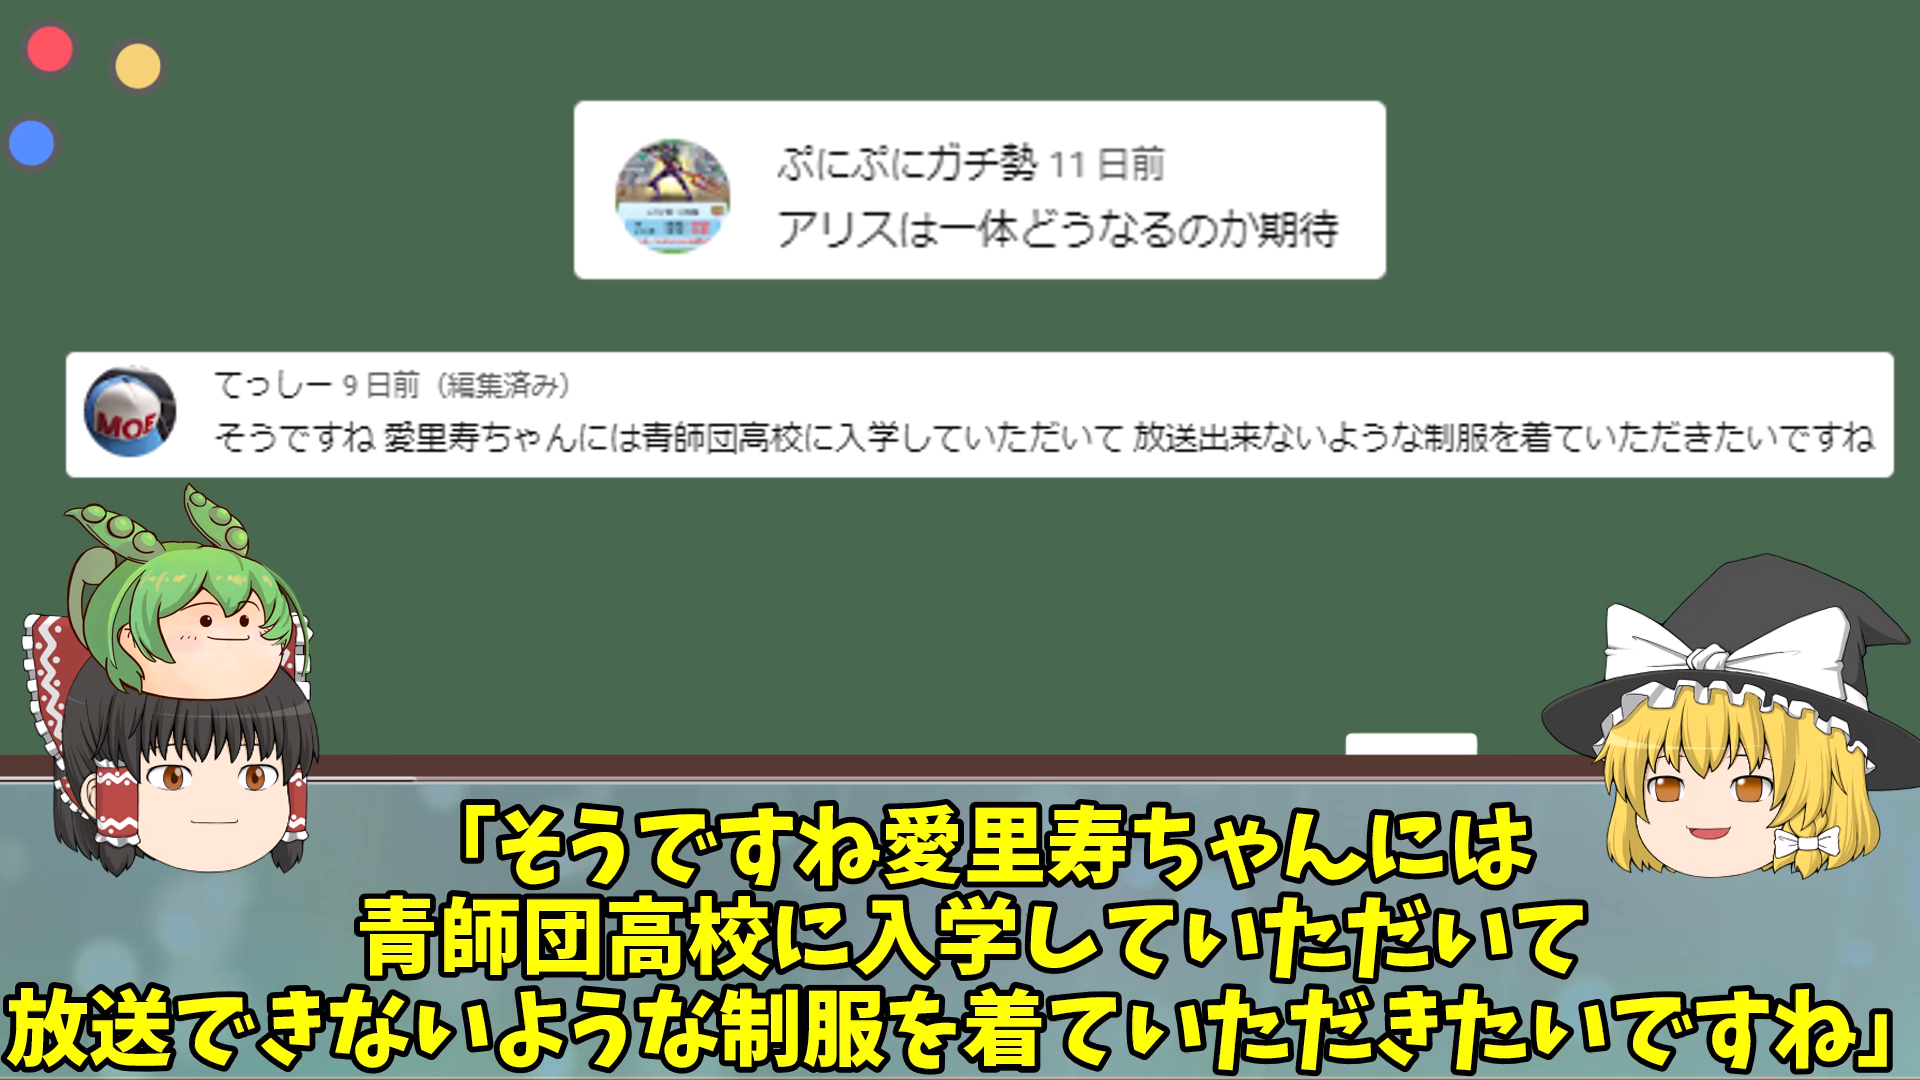 ぷにぷにガチ勢 11 日前
アリスは一体どうなるのか期待
MOE
てっしー 9 日前（編集済み）
そうですね 愛里寿ちゃんには青師団高校に入学していただいて 放送出来ないような制服を着ていただきたいですね
「そうですね愛里寿ちゃんには
青師団高校に入学していただいて
放送できないような制服を着ていただきたいですね」